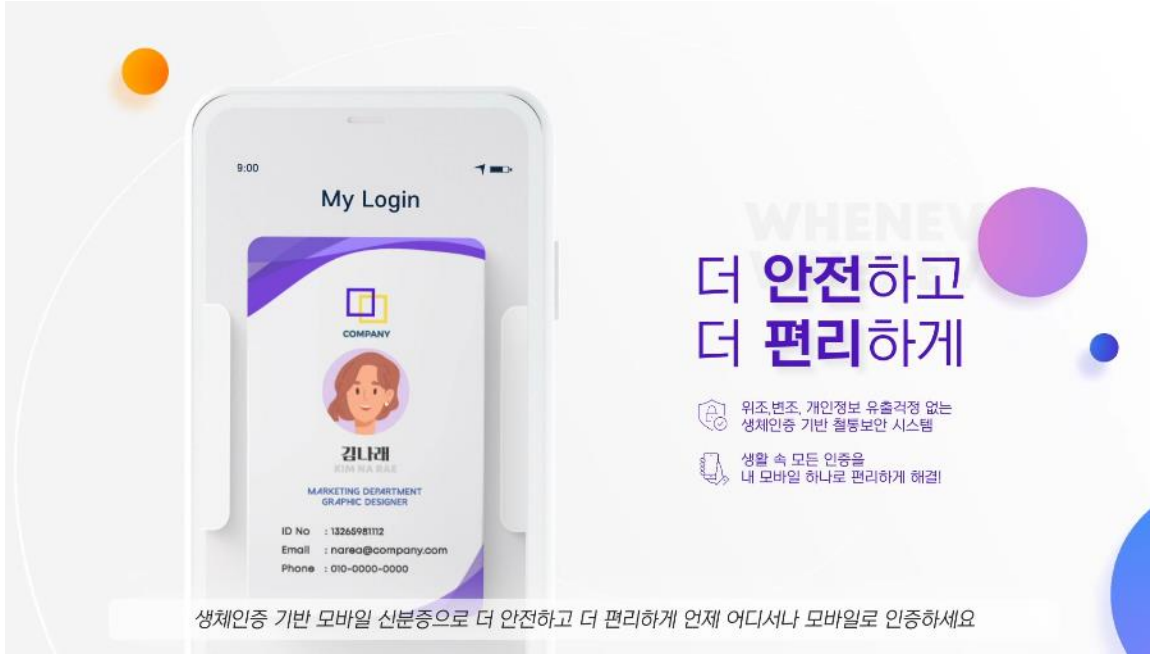 9:00
My Login
COMPANY
김나래
KIM NA RAE
MARKETING DEPARTMENT
GRAPHIC DESIGNER
ID No : 13265981112
Email : narea@company.com
Phone : 010-0000-0000
WHENEV
더 안전하고
더 편리하게
위조,변조, 개인정보 유출걱정 없는
생체인증 기반 철통보안 시스템
생활 속 모든 인증을
내 모바일 하나로 편리하게 해결!
생체인증 기반 모바일 신분증으로 더 안전하고 더 편리하게 언제 어디서나 모바일로 인증하세요